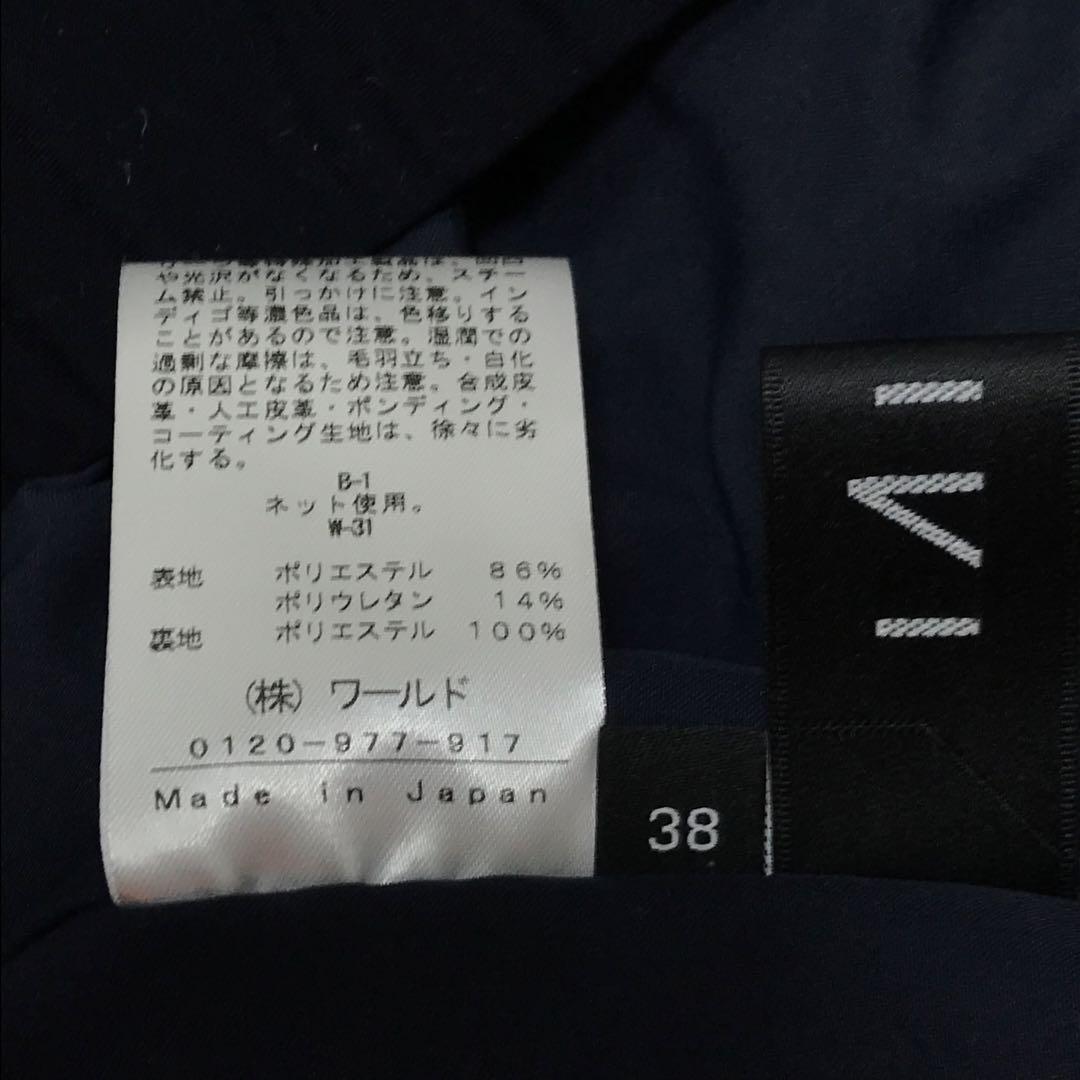 や光沢がなくなるため、スチー
ム禁止。引っかけに注意。イン
ディゴ等濃色品は、色移りする
ことがあるので注意。湿潤での
過剰な摩擦は、毛羽立ち・白化
の原因となるため注意。合成皮
革・人工皮革・ボンディング・
コーティング生地は、徐々に劣
化する。
B-1
ネット使用。
W-31
表地 ポリエステル 86%
ポリウレタン 14%
裏地 ポリエステル 100%
(株) ワールド
0120-977-917
Made in Japan
38